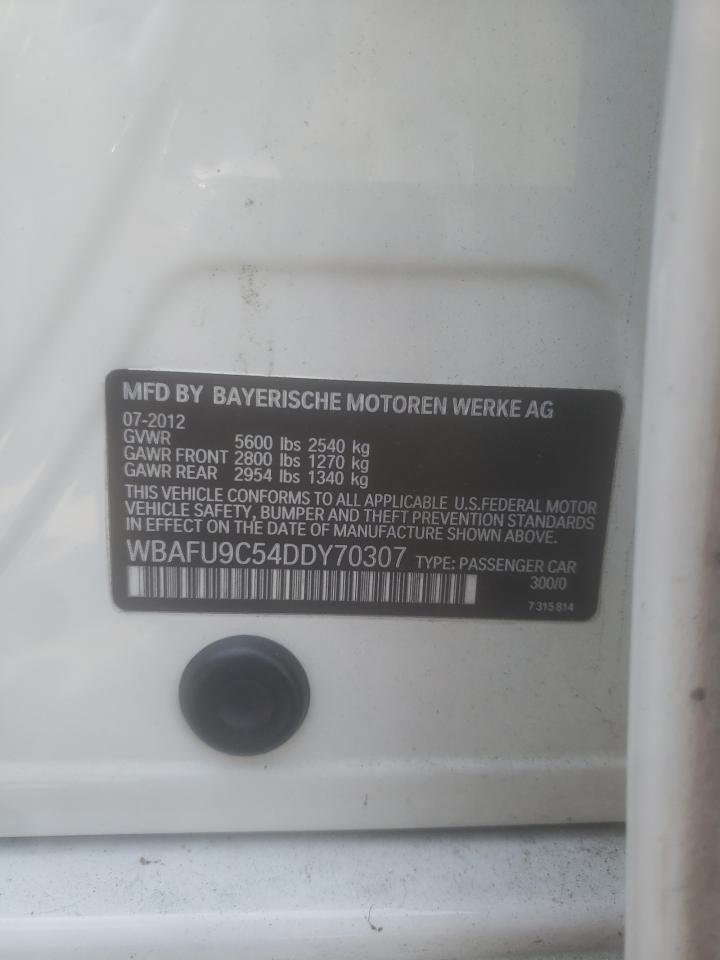 MFD BY BAYERISCHE MOTOREN WERKE AG
07-2012
GVWR 5600 lbs 2540 kg
GAWR FRONT 2800 lbs 1270 kg
GAWR REAR 2954 lbs 1340 kg
THIS VEHICLE CONFORMS TO ALL APPLICABLE U.S.FEDERAL MOTOR
VEHICLE SAFETY, BUMPER AND THEFT PREVENTION STANDARDS
IN EFFECT ON THE DATE OF MANUFACTURE SHOWN ABOVE.
WBAFU9C54DDY70307 TYPE: PASSENGER CAR
300/0
7 315 814